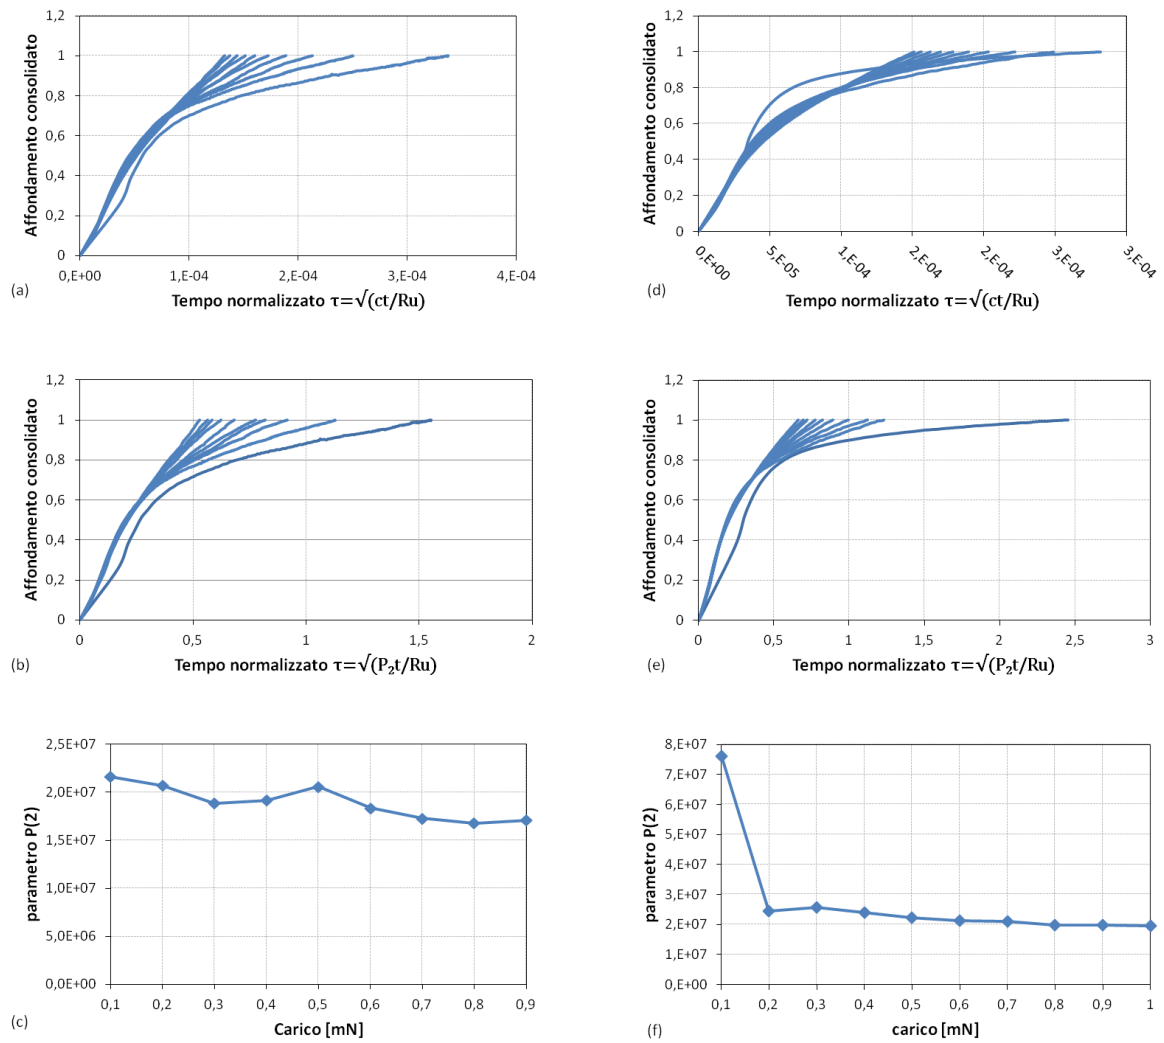 1,2
1
0,8
0,6
0,4
0,2
0
Affondamento consolidato
0,E+00
1,E-04
2,E-04
3,E-04
4,E-04
Tempo normalizzato τ=√(ct/Ru)
(a)
1,2
1
0,8
0,6
0,4
0,2
0
Affondamento consolidato
0,E+00
5,E-05
1,E-04
2,E-04
2,E-04
3,E-04
3,E-04
Tempo normalizzato τ=√(ct/Ru)
(d)
1,2
1
0,8
0,6
0,4
0,2
0
Affondamento consolidato
0
0,5
1
1,5
2
Tempo normalizzato τ=√(P₂t/Ru)
(b)
1,2
1
0,8
0,6
0,4
0,2
0
Affondamento consolidato
0
0,5
1
1,5
2
2,5
3
Tempo normalizzato τ=√(P₂t/Ru)
(e)
2,5E+07
2,0E+07
1,5E+07
1,0E+07
5,0E+06
0,0E+00
parametro P(2)
0,1
0,2
0,3
0,4
0,5
0,6
0,7
0,8
0,9
Carico [mN]
(c)
8,E+07
7,E+07
6,E+07
5,E+07
4,E+07
3,E+07
2,E+07
1,E+07
0,E+00
parametro P(2)
0,1
0,2
0,3
0,4
0,5
0,6
0,7
0,8
0,9
1
carico [mN]
(f)